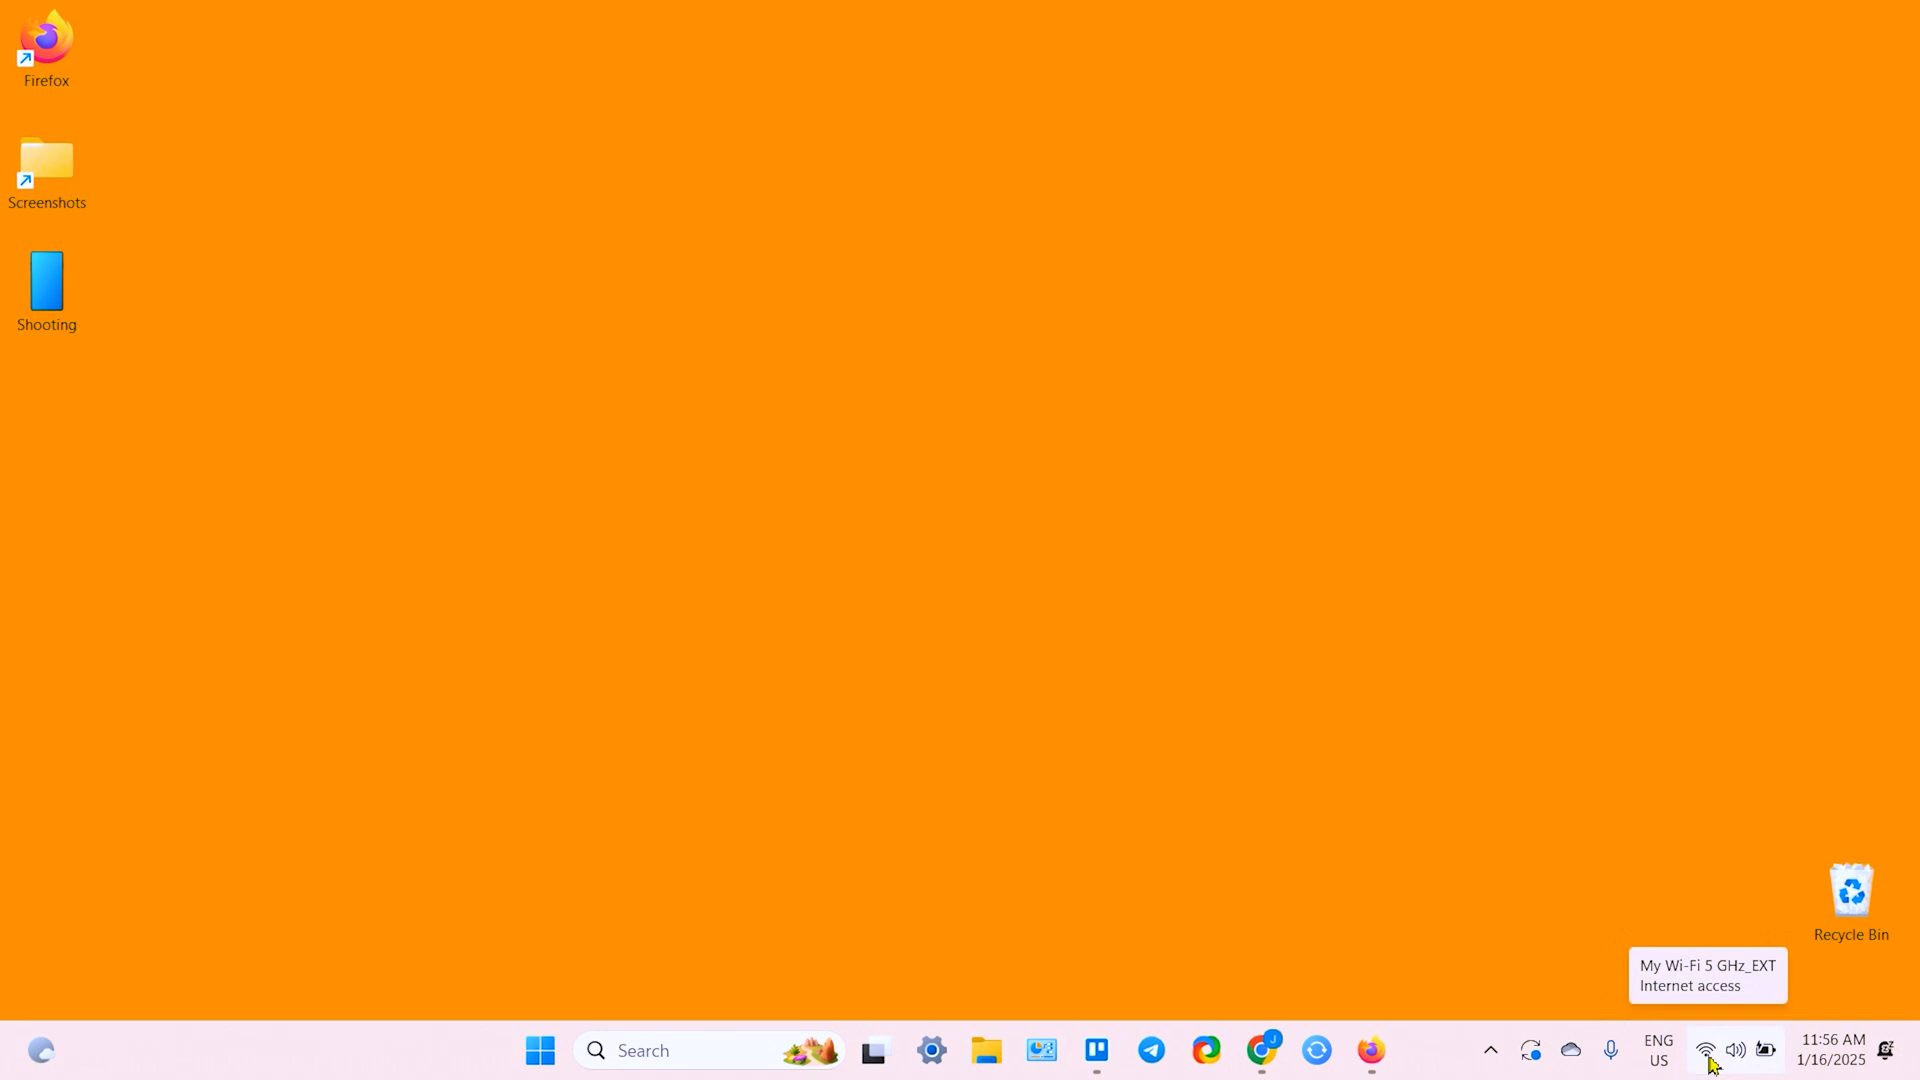 Firefox
Screenshots
Shooting
Recycle Bin
My Wi-Fi 5 GHz_EXT
Internet access
Search
J
ENG
US
11:56 AM
1/16/2025